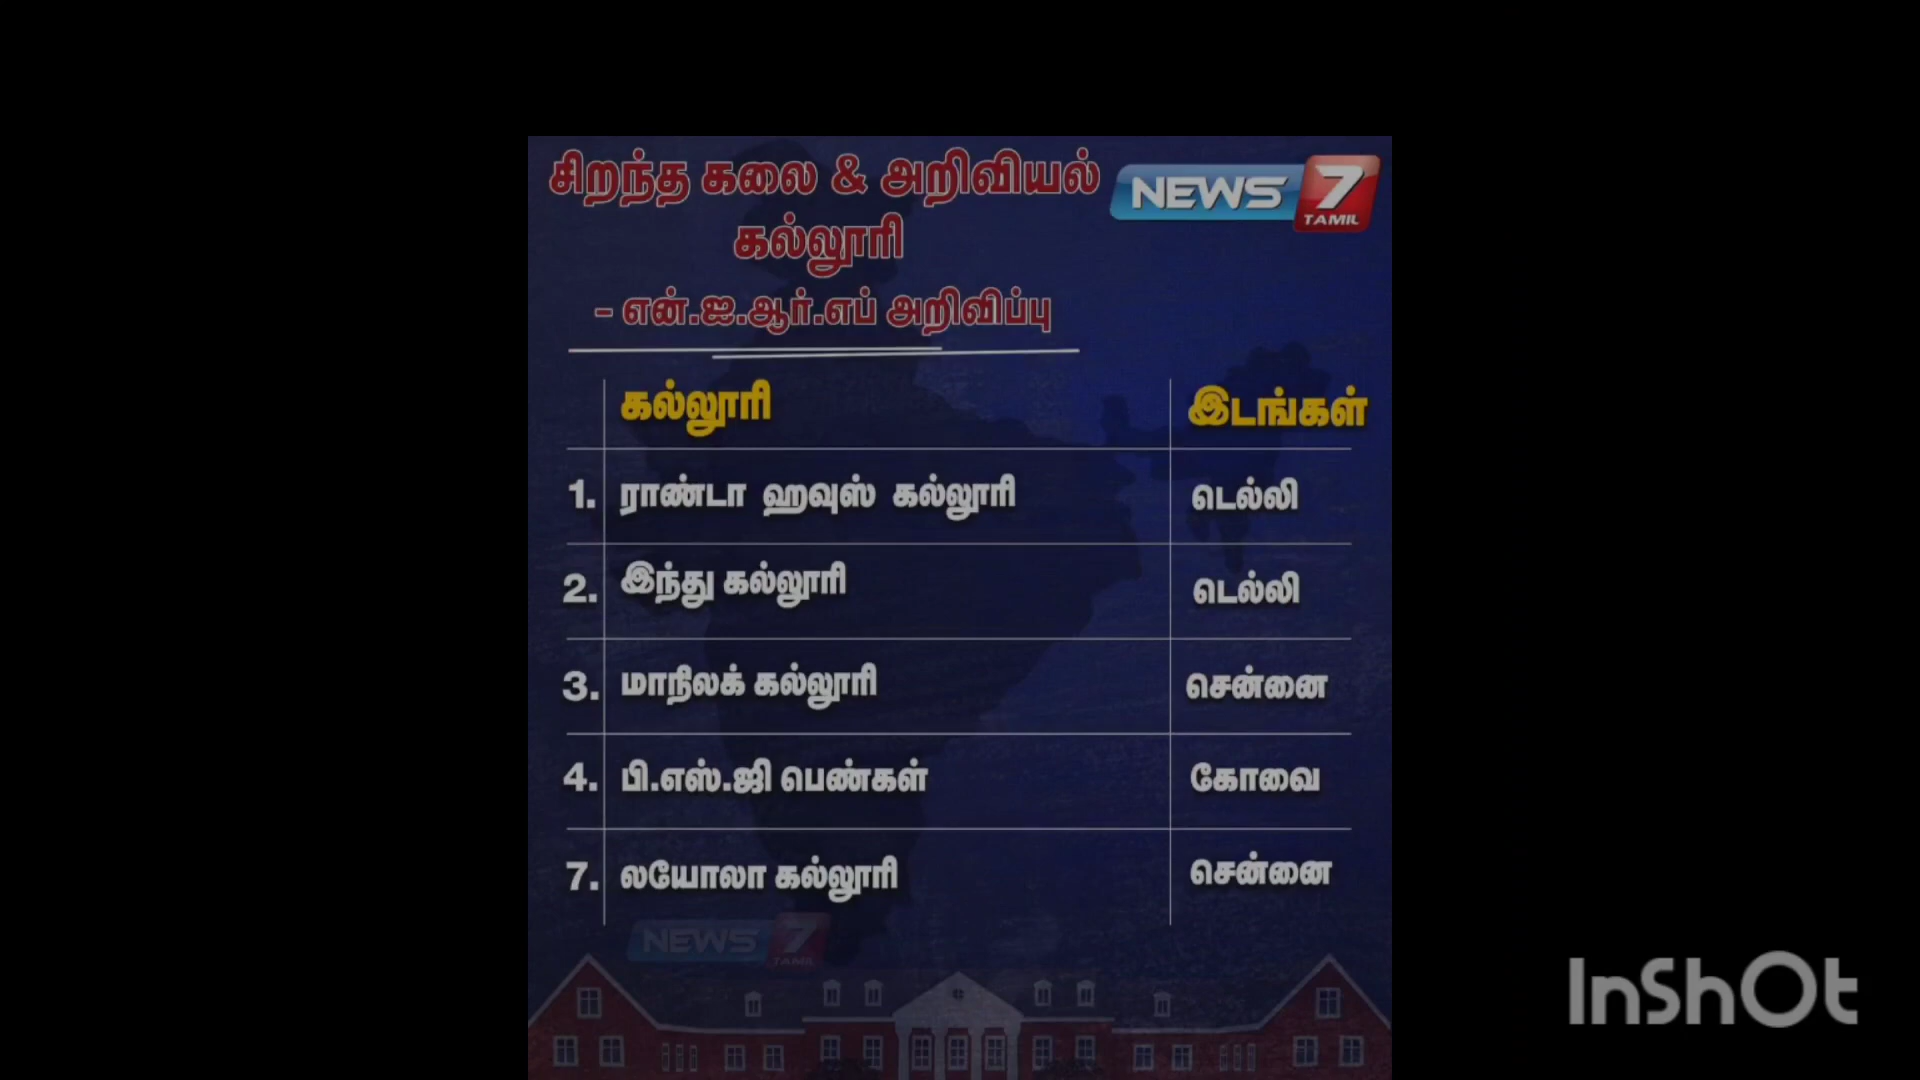 சிறந்த கலை & அறிவியல்
கல்லூரி
- என்.ஐ.ஆர்.எப் அறிவிப்பு
NEWS 7
TAMIL
கல்லூரி இடங்கள்
1. ராண்டா ஹவுஸ் கல்லூரி டெல்லி
2. இந்து கல்லூரி டெல்லி
3. மாநிலக் கல்லூரி சென்னை
4. பி.எஸ்.ஜி பெண்கள் கோவை
7. லயோலா கல்லூரி சென்னை
NEWS 7
TAMIL
InShOt